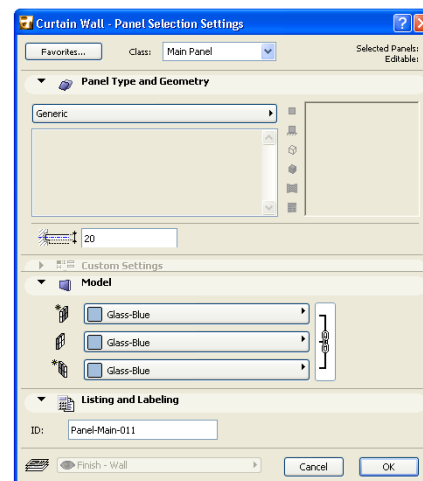 Curtain Wall - Panel Selection Settings
Favorites... Class: Main Panel Selected Panels:
Editable:
Panel Type and Geometry
Generic
20
Custom Settings
Model
Glass-Blue
Glass-Blue
Glass-Blue
Listing and Labeling
ID: Panel-Main-011
Finish - Wall Cancel OK